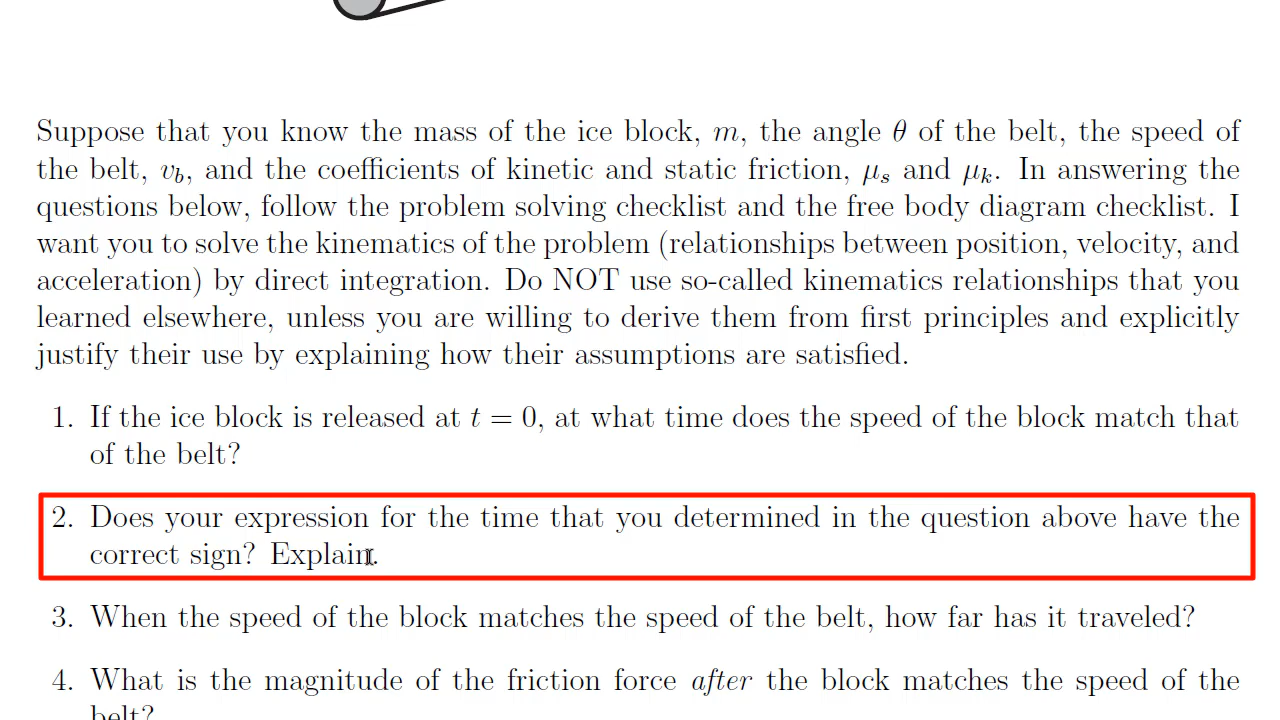 Suppose that you know the mass of the ice block, m, the angle θ of the belt, the speed of
the belt, v_b, and the coefficients of kinetic and static friction, μ_s and μ_k. In answering the
questions below, follow the problem solving checklist and the free body diagram checklist. I
want you to solve the kinematics of the problem (relationships between position, velocity, and
acceleration) by direct integration. Do NOT use so-called kinematics relationships that you
learned elsewhere, unless you are willing to derive them from first principles and explicitly
justify their use by explaining how their assumptions are satisfied.
1. If the ice block is released at t = 0, at what time does the speed of the block match that
of the belt?
2. Does your expression for the time that you determined in the question above have the
correct sign? Explain.
3. When the speed of the block matches the speed of the belt, how far has it traveled?
4. What is the magnitude of the friction force after the block matches the speed of the
belt?